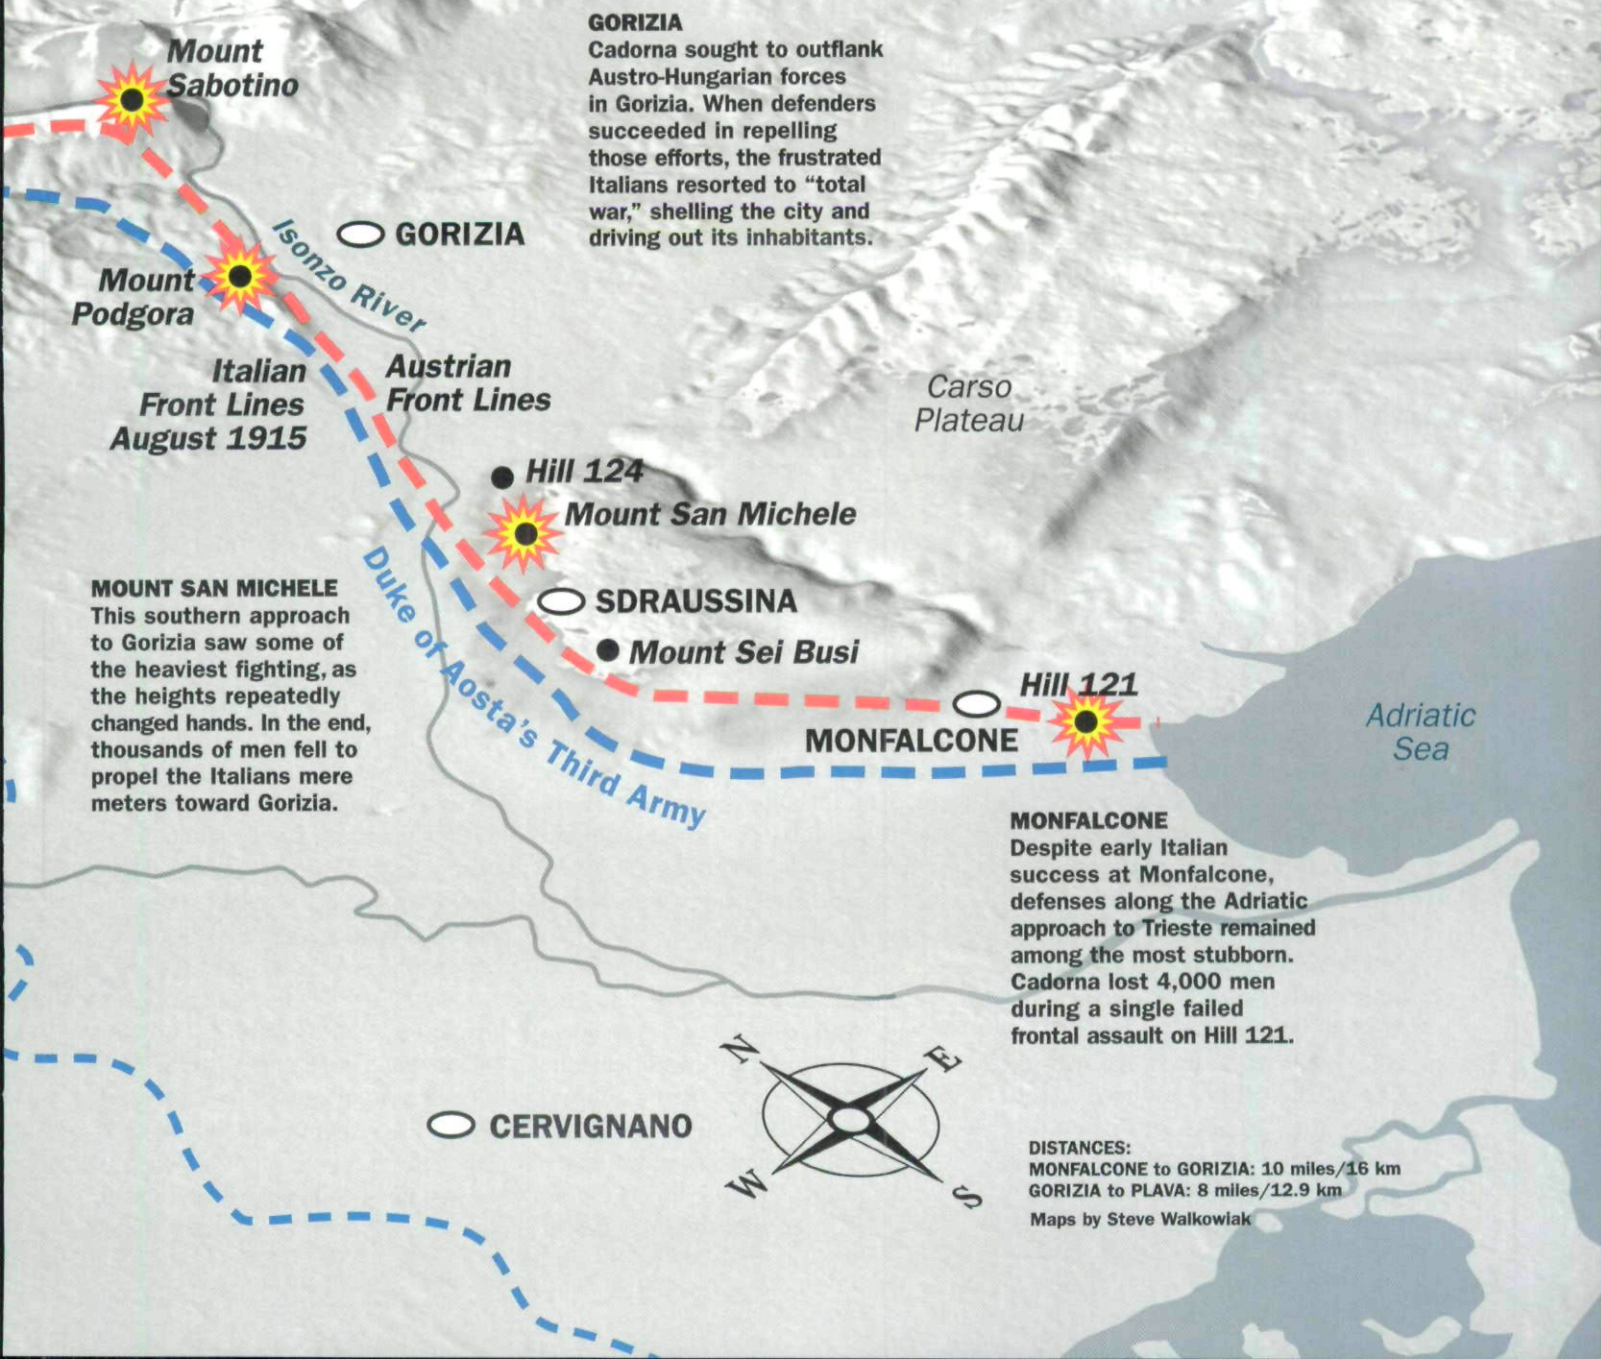 Mount
Sabotino
GORIZIA
Cadorna sought to outflank
Austro-Hungarian forces
in Gorizia. When defenders
succeeded in repelling
those efforts, the frustrated
Italians resorted to “total
war,” shelling the city and
driving out its inhabitants.
GORIZIA
Isonzo River
Mount
Podgora
Italian
Front Lines
August 1915
Austrian
Front Lines
Carso
Plateau
Hill 124
Mount San Michele
SDRAUSSINA
Mount Sei Busi
Duke of Aosta's Third Army
MOUNT SAN MICHELE
This southern approach
to Gorizia saw some of
the heaviest fighting, as
the heights repeatedly
changed hands. In the end,
thousands of men fell to
propel the Italians mere
meters toward Gorizia.
Hill 121
MONFALCONE
Adriatic
Sea
MONFALCONE
Despite early Italian
success at Monfalcone,
defenses along the Adriatic
approach to Trieste remained
among the most stubborn.
Cadorna lost 4,000 men
during a single failed
frontal assault on Hill 121.
N
E
W
S
CERVIGNANO
DISTANCES:
MONFALCONE to GORIZIA: 10 miles/16 km
GORIZIA to PLAVA: 8 miles/12.9 km
Maps by Steve Walkowiak